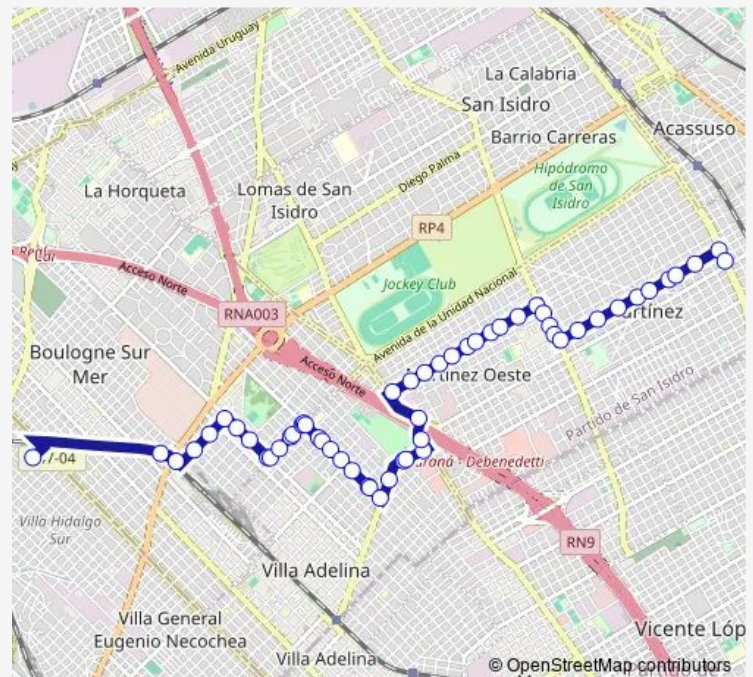 Avenida Uruguay
La Calabria
San Isidro
Acassuso
Barrio Carreras
Hipódromo
de San
Isidro
Diego Palma
La Horqueta
Lomas de San
Isidro
RP4
Acceso Norte
Jockey Club
Avenida de la Unidad Nacional
RNA003
Boulogne Sur
Mer
Acceso Norte
Partido de San Isidro
Debenedetti
7-04
Villa Hidalgo
Sur
RN9
Villa Adelina
Villa General
Eugenio Necochea
Vicente Lóp
Villa Adelina
© OpenStreetMap contributors